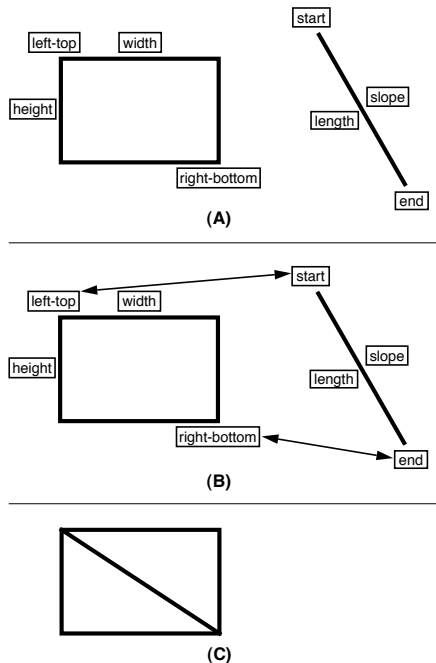 start
left-top width
slope
height
length
right-bottom
end
(A)
start
left-top width
slope
height
length
right-bottom
end
(B)
(C)